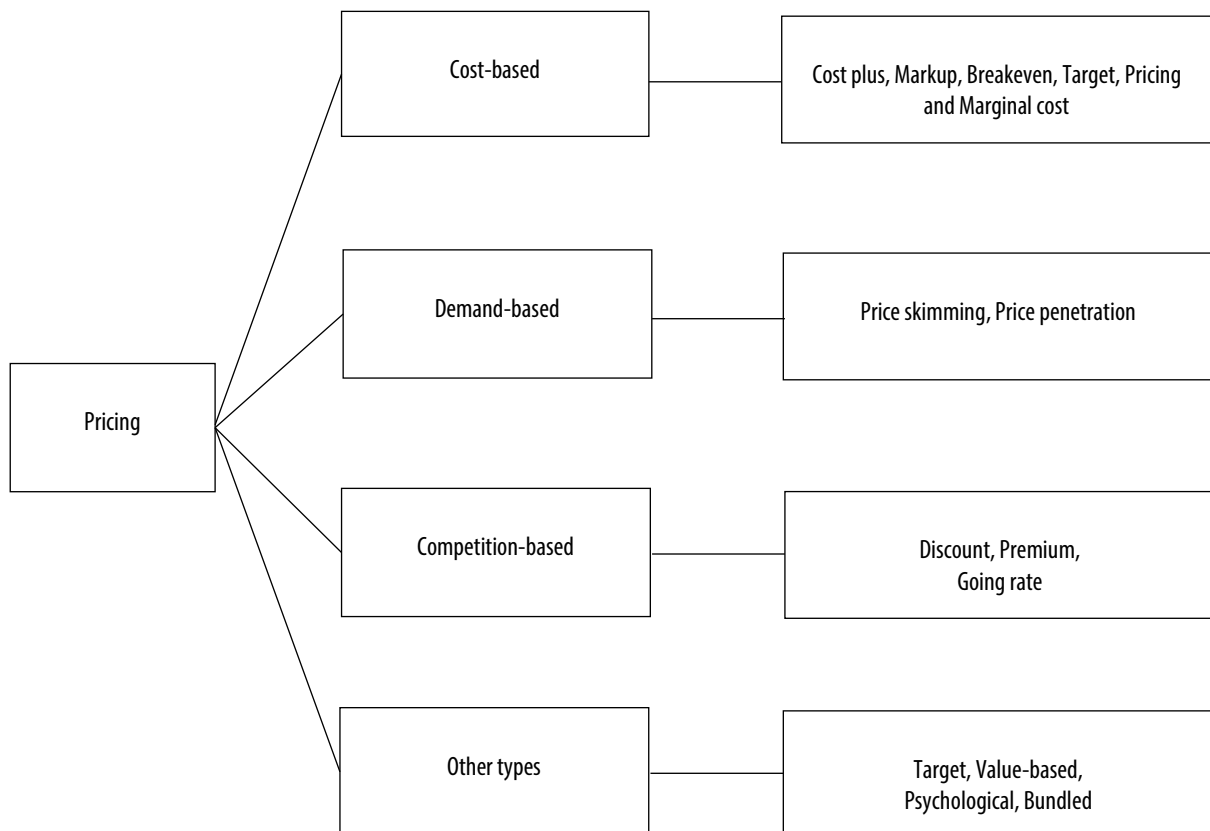 Pricing
Cost-based
Cost plus, Markup, Breakeven, Target, Pricing
and Marginal cost
Demand-based
Price skimming, Price penetration
Competition-based
Discount, Premium,
Going rate
Other types
Target, Value-based,
Psychological, Bundled